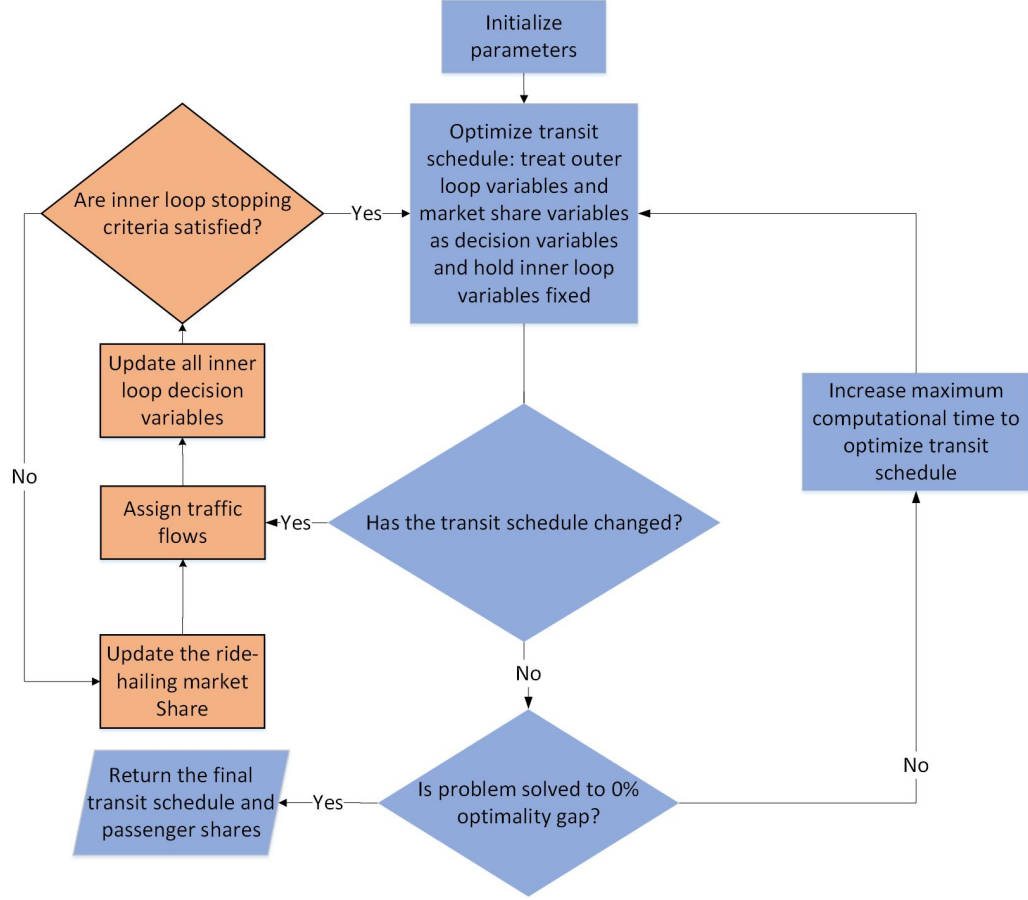 Initialize
parameters
Optimize transit
schedule: treat outer
loop variables and
market share variables
as decision variables
and hold inner loop
variables fixed
Are inner loop stopping
criteria satisfied?
Yes
Update all inner
loop decision
variables
Increase maximum
computational time to
optimize transit
schedule
No
Assign traffic
flows
Yes
Has the transit schedule changed?
Update the ride-
hailing market
Share
No
Return the final
transit schedule and
passenger shares
Yes
Is problem solved to 0%
optimality gap?
No